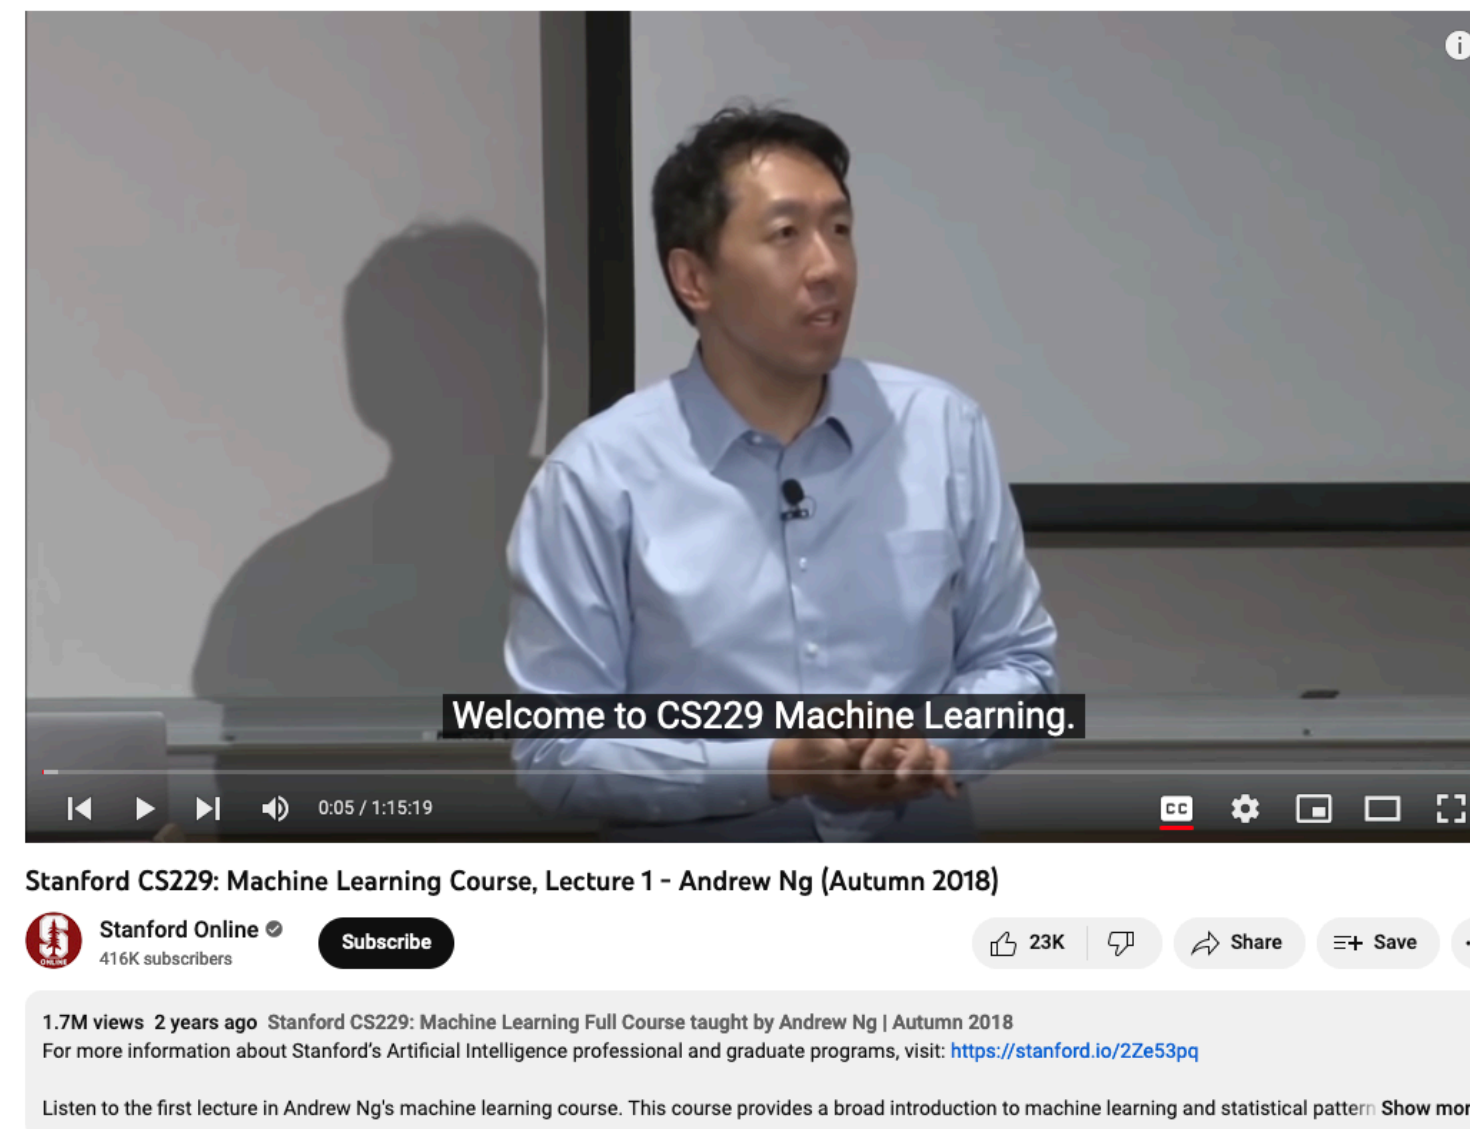 Welcome to CS229 Machine Learning.
0:05 / 1:15:19
CC
Stanford CS229: Machine Learning Course, Lecture 1 - Andrew Ng (Autumn 2018)
Stanford Online
416K subscribers
Subscribe
23K
Share
Save
ONLINE
1.7M views 2 years ago Stanford CS229: Machine Learning Full Course taught by Andrew Ng | Autumn 2018
For more information about Stanford's Artificial Intelligence professional and graduate programs, visit: https://stanford.io/2Ze53pq
Listen to the first lecture in Andrew Ng's machine learning course. This course provides a broad introduction to machine learning and statistical pattern Show mor